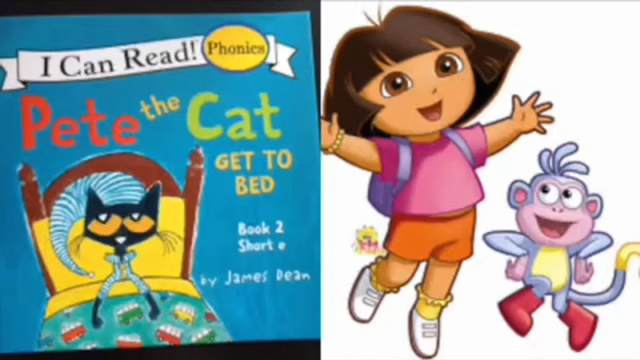 I Can Read!
Phonics
Pete the Cat
GET TO
BED
Book 2
Short e
by James Dean